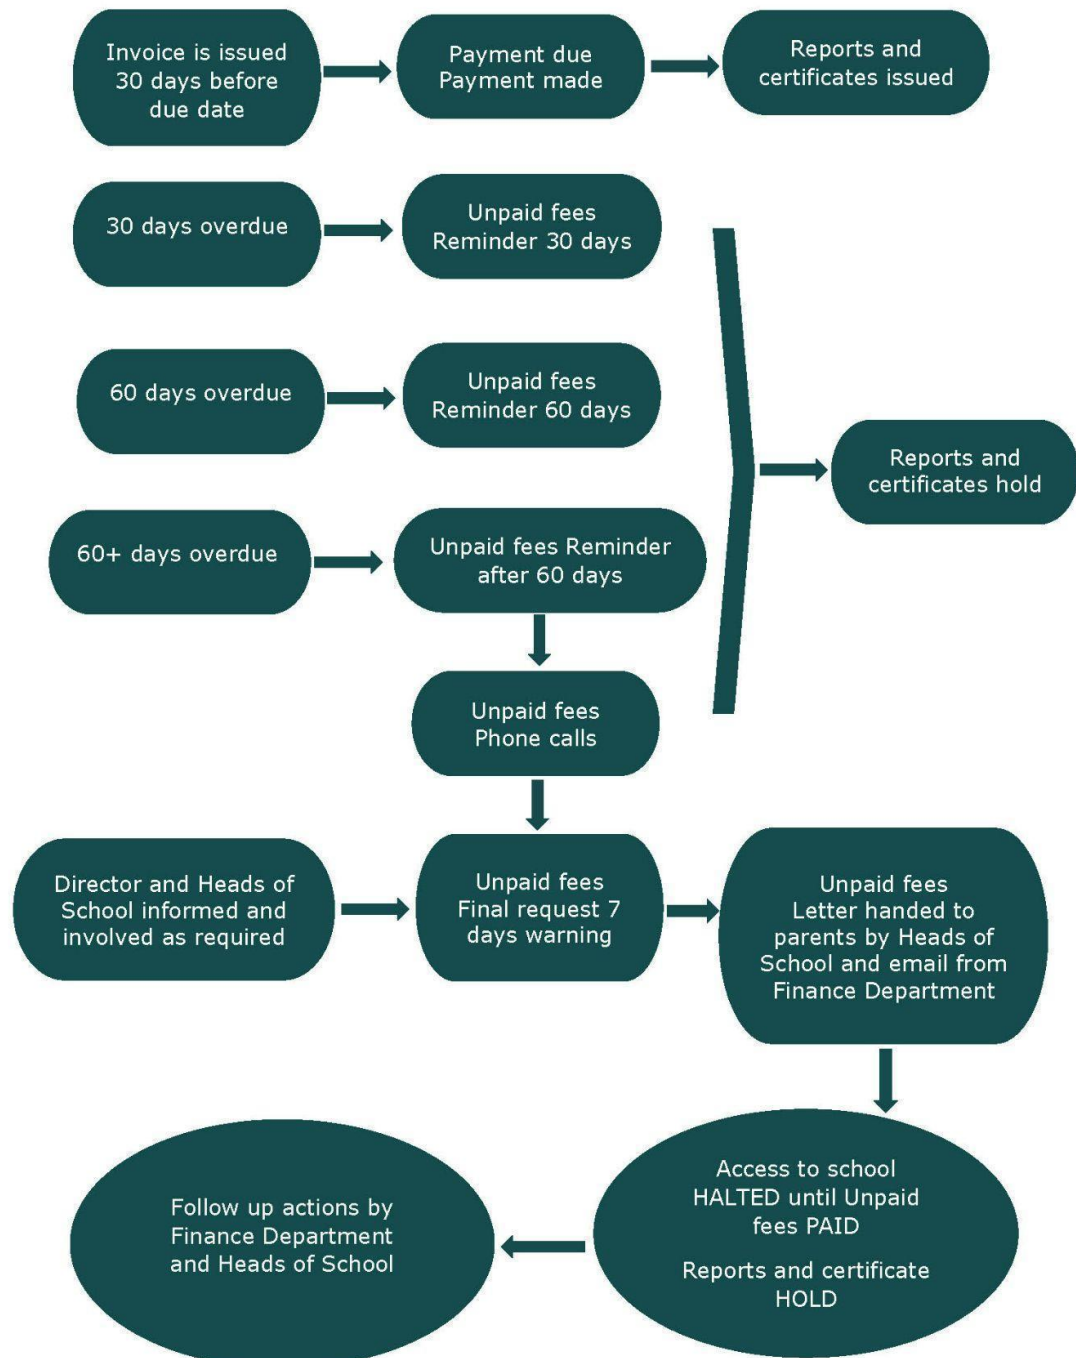 Invoice is issued
30 days before
due date
Payment due
Payment made
Reports and
certificates issued
30 days overdue
Unpaid fees
Reminder 30 days
60 days overdue
Unpaid fees
Reminder 60 days
Reports and
certificates hold
60+ days overdue
Unpaid fees Reminder
after 60 days
Unpaid fees
Phone calls
Director and Heads of
School informed and
involved as required
Unpaid fees
Final request 7
days warning
Unpaid fees
Letter handed to
parents by Heads of
School and email from
Finance Department
Access to school
HALTED until Unpaid
fees PAID
Reports and certificate
HOLD
Follow up actions by
Finance Department
and Heads of School